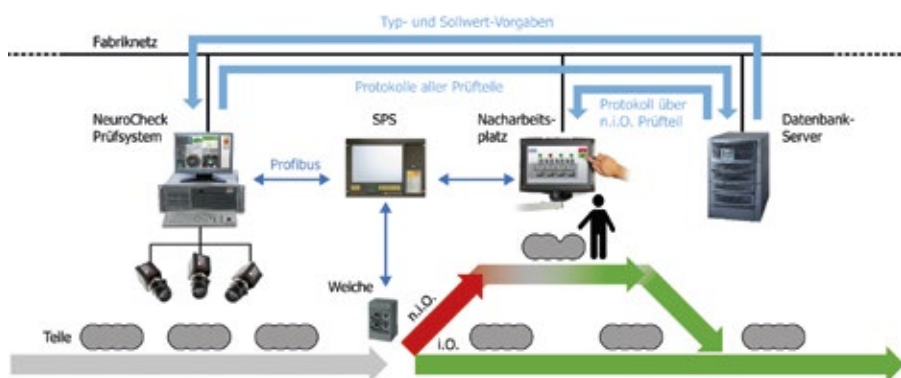 Typ- und Sollwert-Vorgaben
Fabriknetz
Protokolle aller Prüfteile
NeuroCheck
Prüfsystem
SPS
Nacharbeits-
platz
Protokoll über
n.i.O. Prüfteil
Datenbank-
Server
Profibus
Weiche
n.i.O.
Teile
i.O.